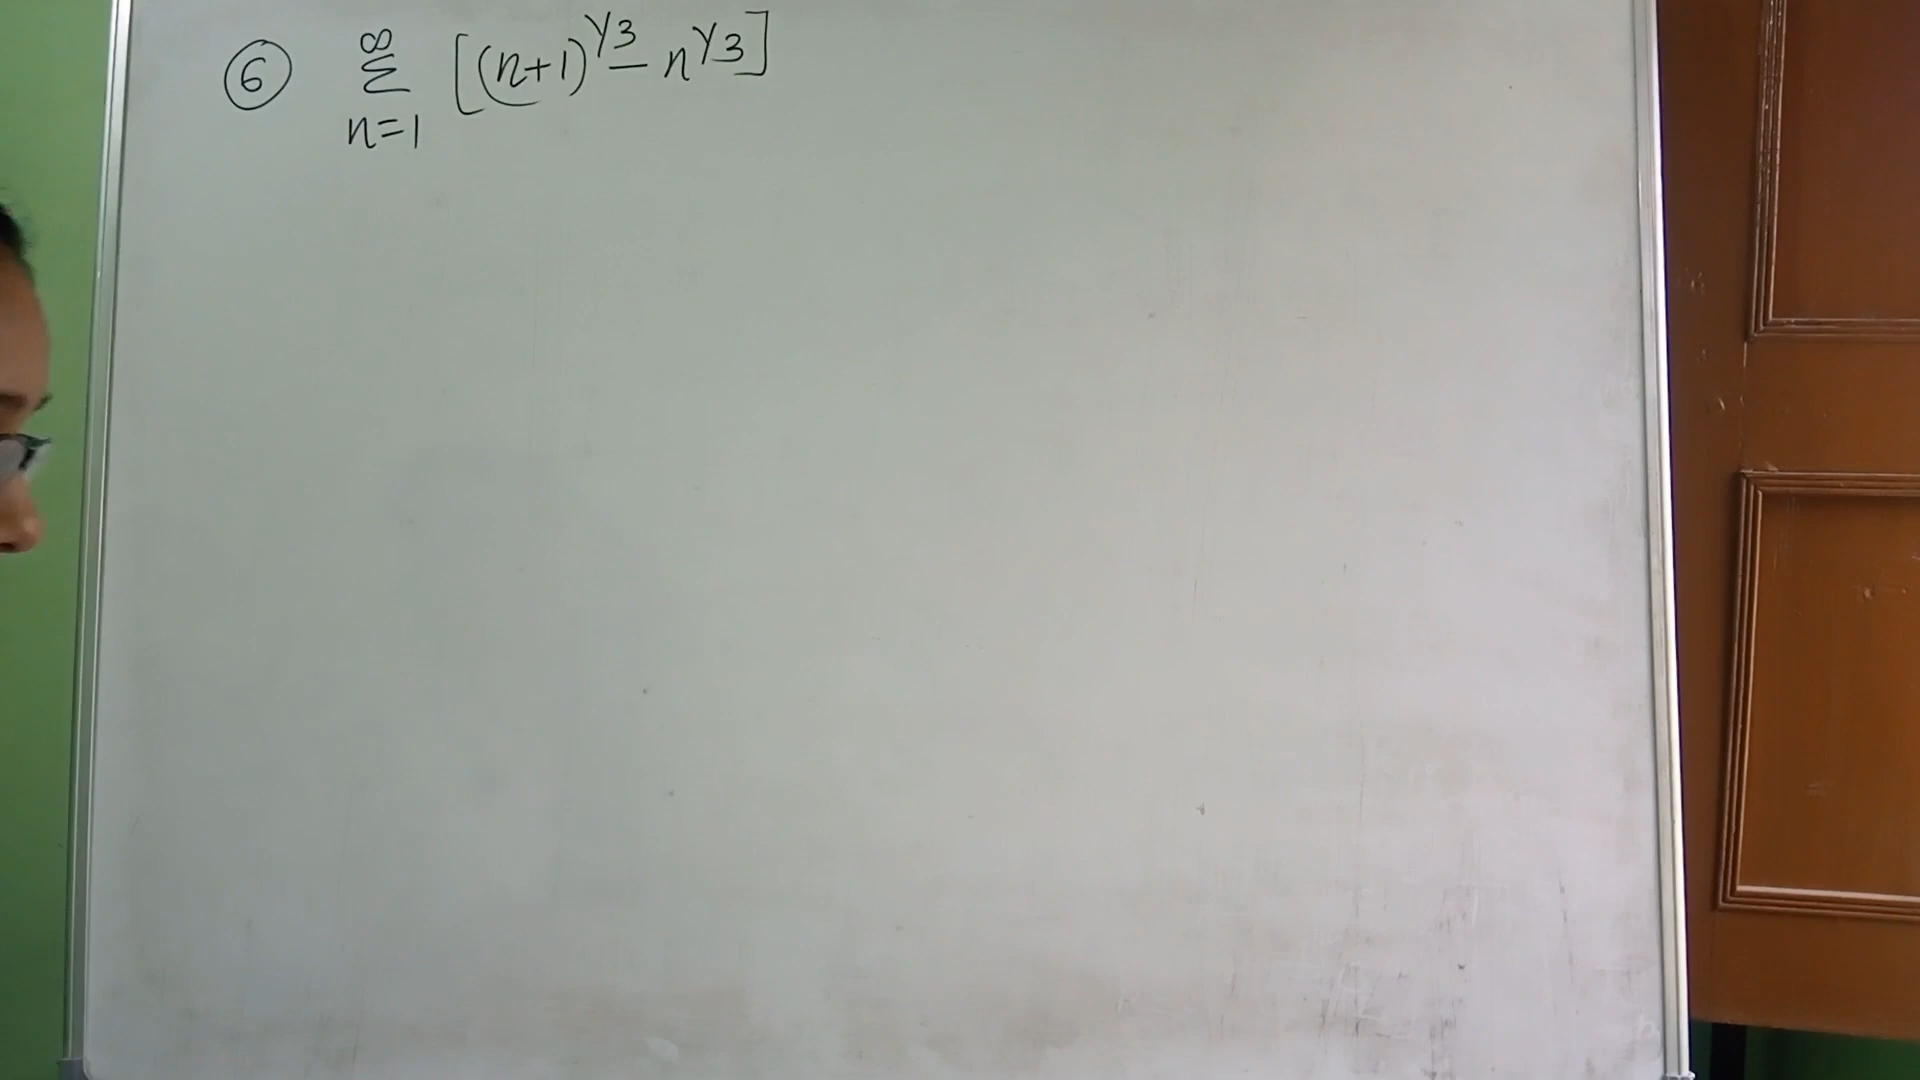 ⑥ ∞ Σ n=1 [(n+1)^1/3 – n^1/3]